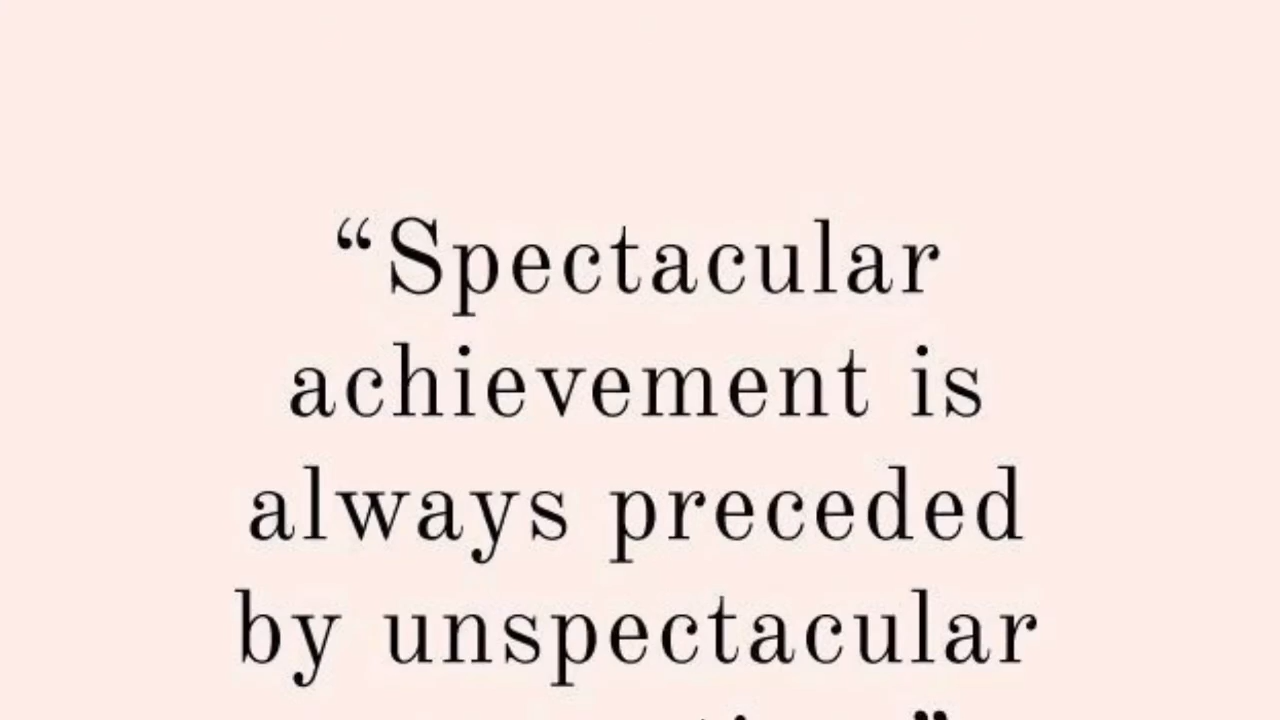 “Spectacular
achievement is
always preceded
by unspectacular